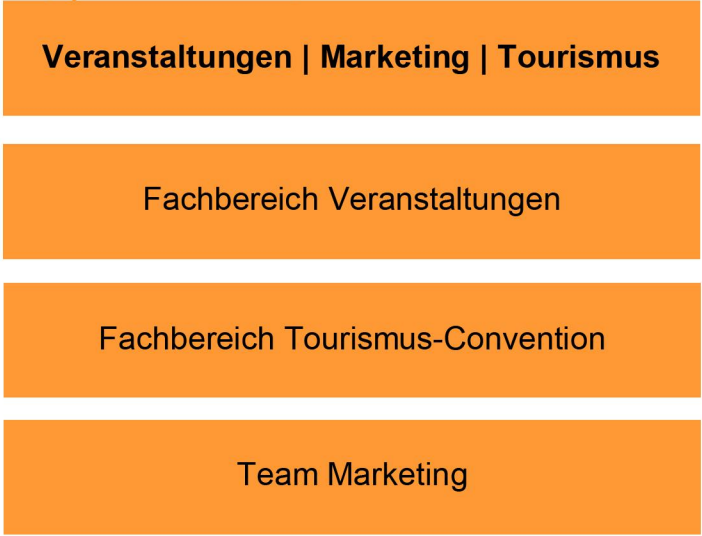 Veranstaltungen | Marketing | Tourismus
Fachbereich Veranstaltungen
Fachbereich Tourismus-Convention
Team Marketing